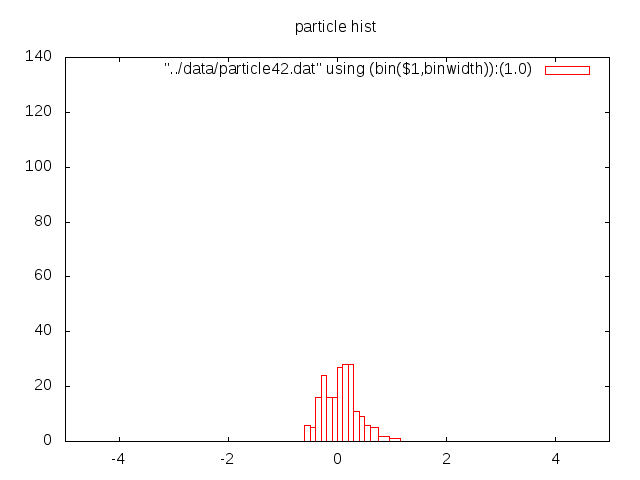 particle hist
140
"../data/particle42.dat" using (bin($1,binwidth)):(1.0)
120
100
80
60
40
20
0
-4 -2 0 2 4